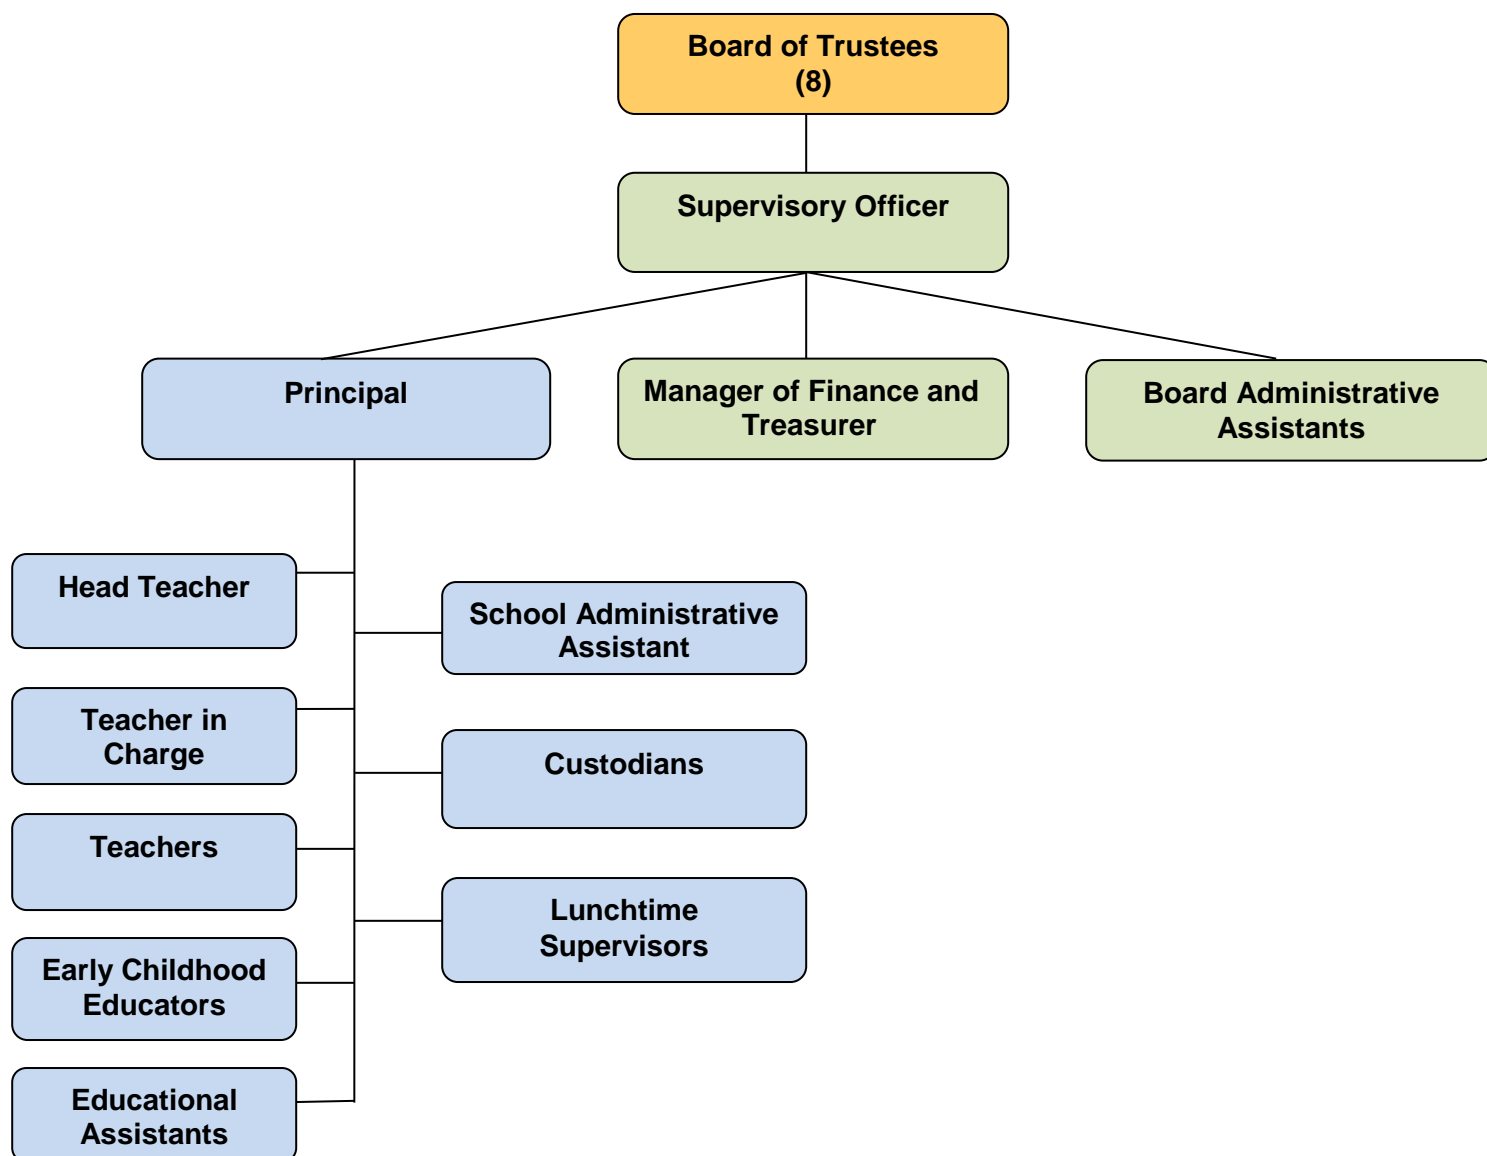 Board of Trustees
(8)
Supervisory Officer
Principal
Manager of Finance and
Treasurer
Board Administrative
Assistants
Head Teacher
School Administrative
Assistant
Teacher in
Charge
Custodians
Teachers
Lunchtime
Supervisors
Early Childhood
Educators
Educational
Assistants